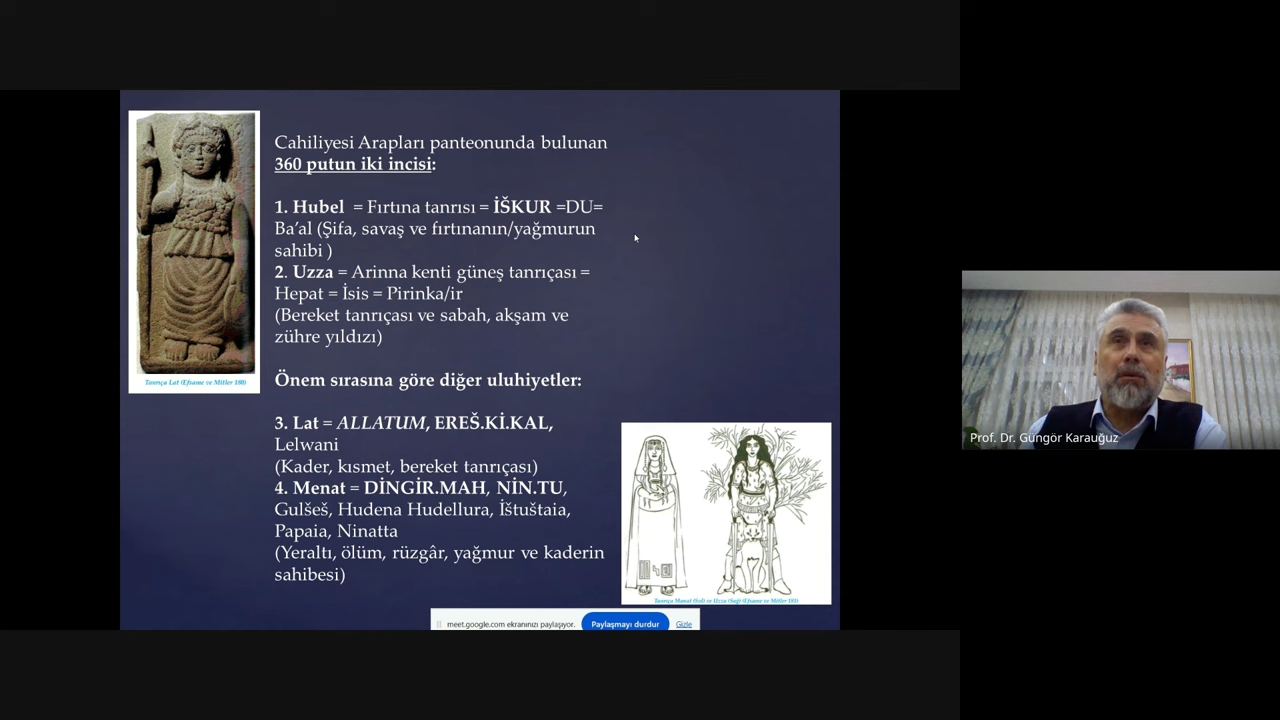 Cahiliyesi Arapları panteonunda bulunan
360 putun iki incisi:
1. Hubel = Fırtına tanrısı = İŠKUR =DU=
Ba’al (Şifa, savaş ve fırtınanın/yağmurun
sahibi )
2. Uzza = Arinna kenti güneş tanrıçası =
Hepat = İsis = Pirinka/ir
(Bereket tanrıçası ve sabah, akşam ve
zühre yıldızı)
Önem sırasına göre diğer uluhiyetler:
3. Lat = ALLATUM, EREŠ.Kİ.KAL,
Lelwani
(Kader, kısmet, bereket tanrıçası)
4. Menat = DİNGİR.MAH, NİN.TU,
Gulšeš, Hudena Hudellura, İštuštaia,
Papaia, Ninatta
(Yeraltı, ölüm, rüzgâr, yağmur ve kaderin
sahibesi)
Tanrıça Lat (Efsane ve Mitler 180)
Tanrıça Manat (Sol) ve Uzza (Sağ) (Efsane ve Mitler 181)
meet.google.com ekranınızı paylaşıyor.
Paylaşmayı durdur
Gizle
Prof. Dr. Güngör Karauğuz